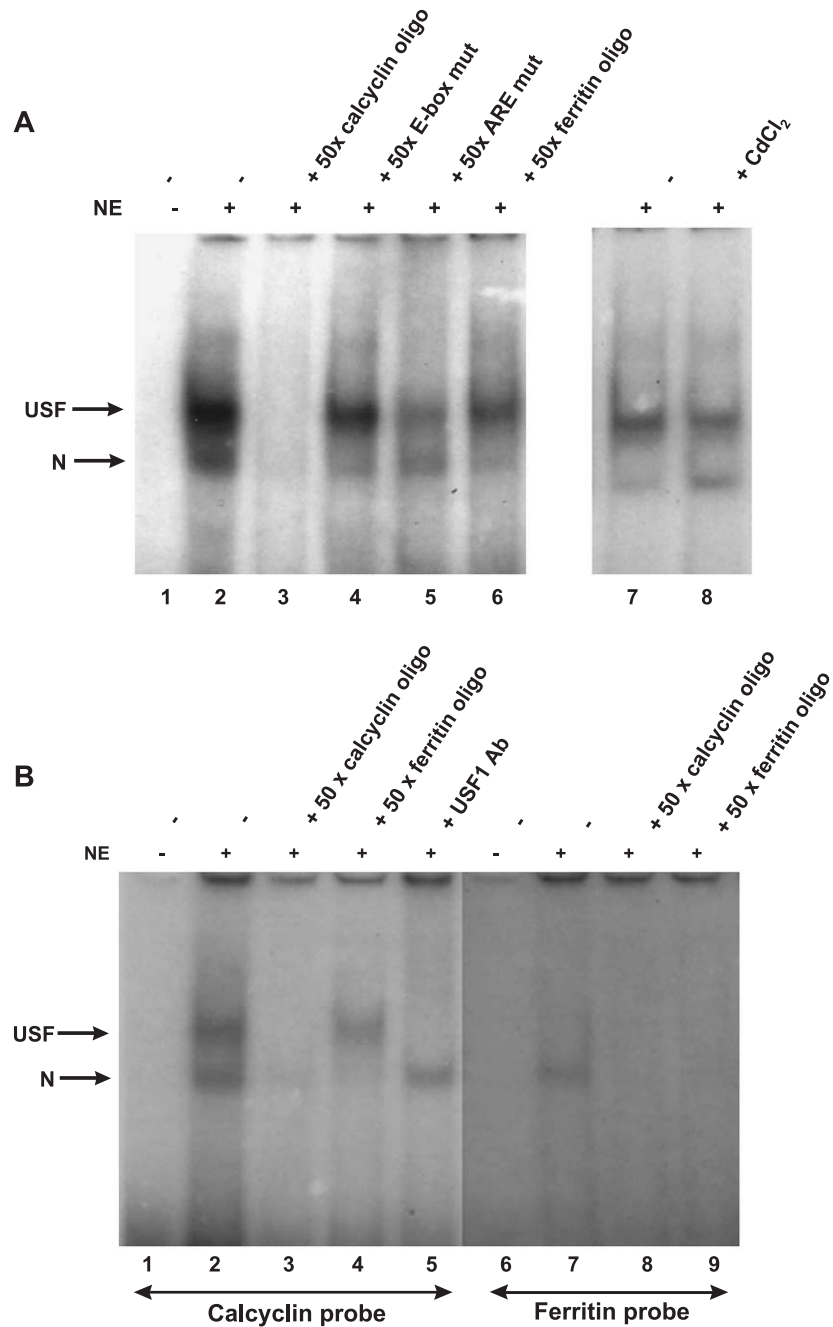 A
- - + 50x calcyclin oligo + 50x E-box mut + 50x ARE mut + 50x ferritin oligo - + CdCl₂
NE - + + + + + + +
USF
N
1 2 3 4 5 6 7 8
B
- - + 50 x calcyclin oligo + 50 x ferritin oligo + USF1 Ab - - + 50 x calcyclin oligo + 50 x ferritin oligo
NE - + + + + - + + +
USF
N
1 2 3 4 5 6 7 8 9
Calcyclin probe Ferritin probe